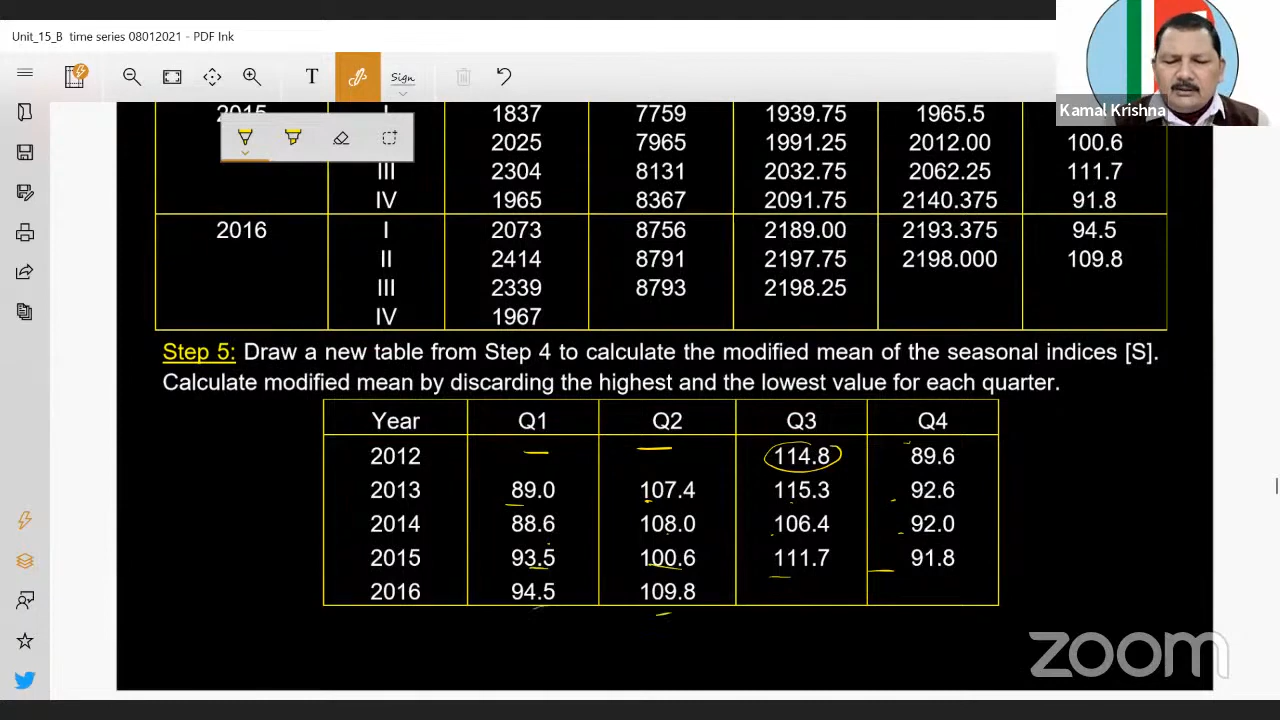 Unit_15_B time series 08012021 - PDF Ink
T
Sign
Kamal Krishna
2015 I 1837 7759 1939.75 1965.5
2025 7965 1991.25 2012.00 100.6
III 2304 8131 2032.75 2062.25 111.7
IV 1965 8367 2091.75 2140.375 91.8
2016 I 2073 8756 2189.00 2193.375 94.5
II 2414 8791 2197.75 2198.000 109.8
III 2339 8793 2198.25
IV 1967
Step 5: Draw a new table from Step 4 to calculate the modified mean of the seasonal indices [S].
Calculate modified mean by discarding the highest and the lowest value for each quarter.
Year Q1 Q2 Q3 Q4
2012 114.8 89.6
2013 89.0 107.4 115.3 92.6
2014 88.6 108.0 106.4 92.0
2015 93.5 100.6 111.7 91.8
2016 94.5 109.8
zoom